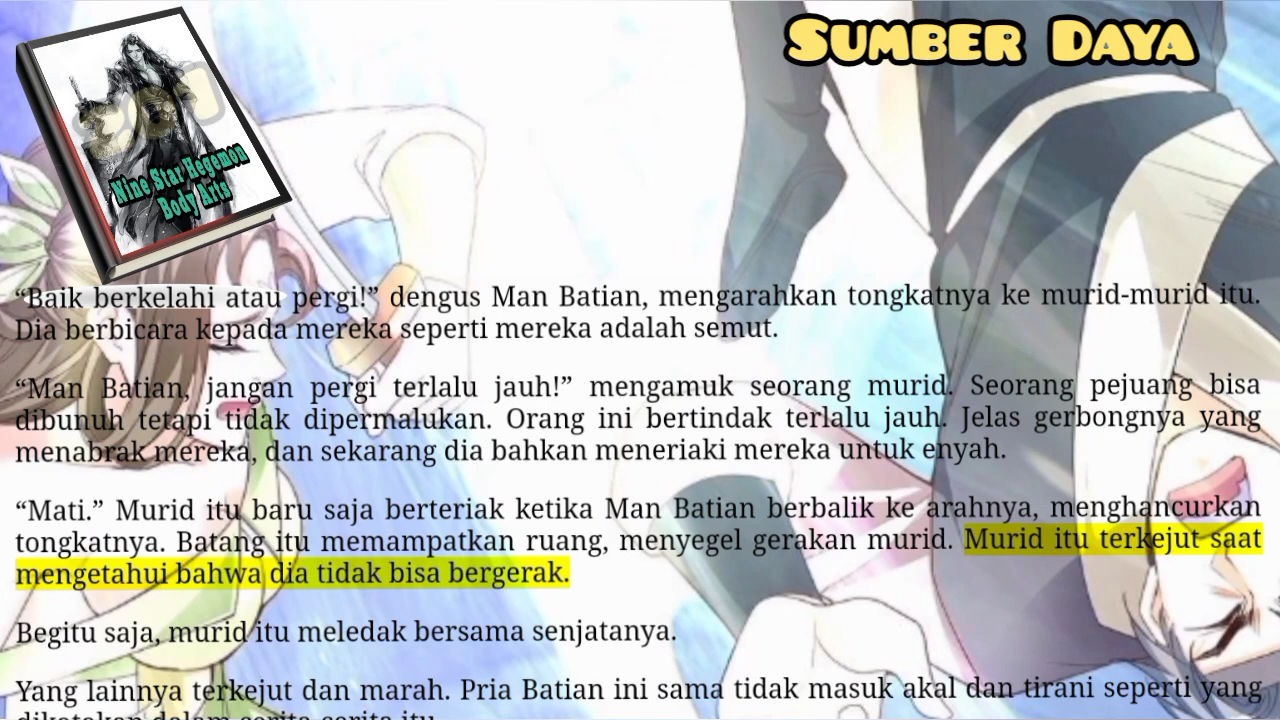 SUMBER DAYA
Nine Star Hegemon
Body Arts
“Baik berkelahi atau pergi!” dengus Man Batian, mengarahkan tongkatnya ke murid-murid itu.
Dia berbicara kepada mereka seperti mereka adalah semut.
“Man Batian, jangan pergi terlalu jauh!” mengamuk seorang murid. Seorang pejuang bisa
dibunuh tetapi tidak dipermalukan. Orang ini bertindak terlalu jauh. Jelas gerbongnya yang
menabrak mereka, dan sekarang dia bahkan meneriaki mereka untuk enyah.
“Mati.” Murid itu baru saja berteriak ketika Man Batian berbalik ke arahnya, menghancurkan
tongkatnya. Batang itu memampatkan ruang, menyegel gerakan murid. Murid itu terkejut saat
mengetahui bahwa dia tidak bisa bergerak.
Begitu saja, murid itu meledak bersama senjatanya.
Yang lainnya terkejut dan marah. Pria Batian ini sama tidak masuk akal dan tirani seperti yang
dikatakan dalam cerita-cerita itu.